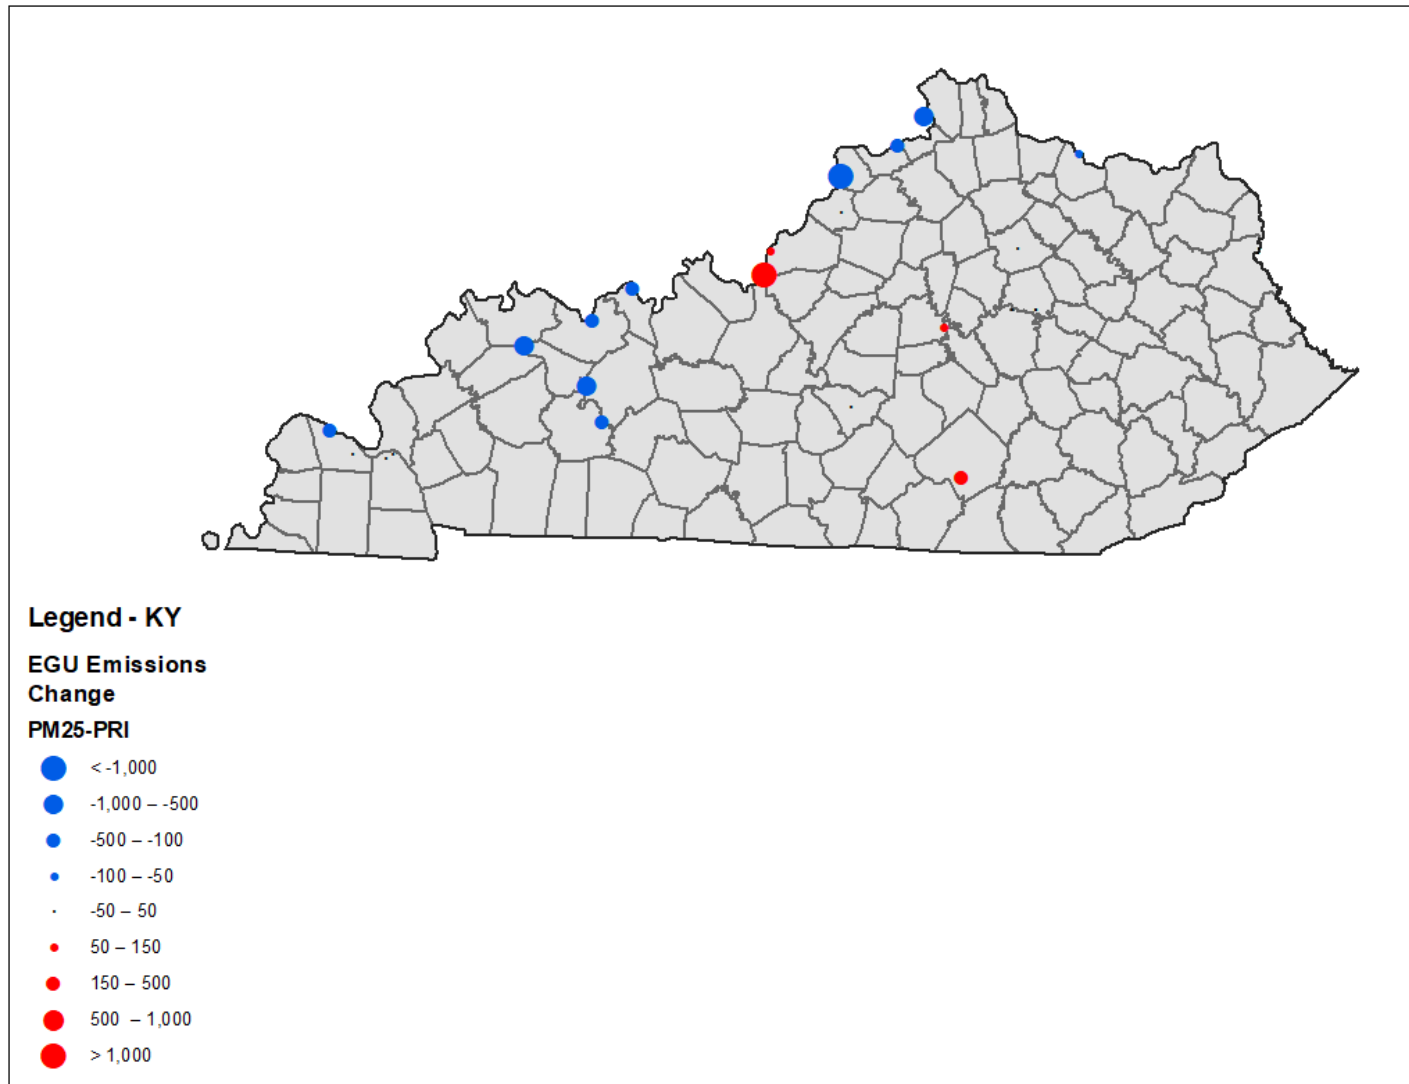 Legend - KY
EGU Emissions
Change
PM25-PRI
< -1,000
-1,000 – -500
-500 – -100
-100 – -50
-50 – 50
50 – 150
150 – 500
500 – 1,000
> 1,000